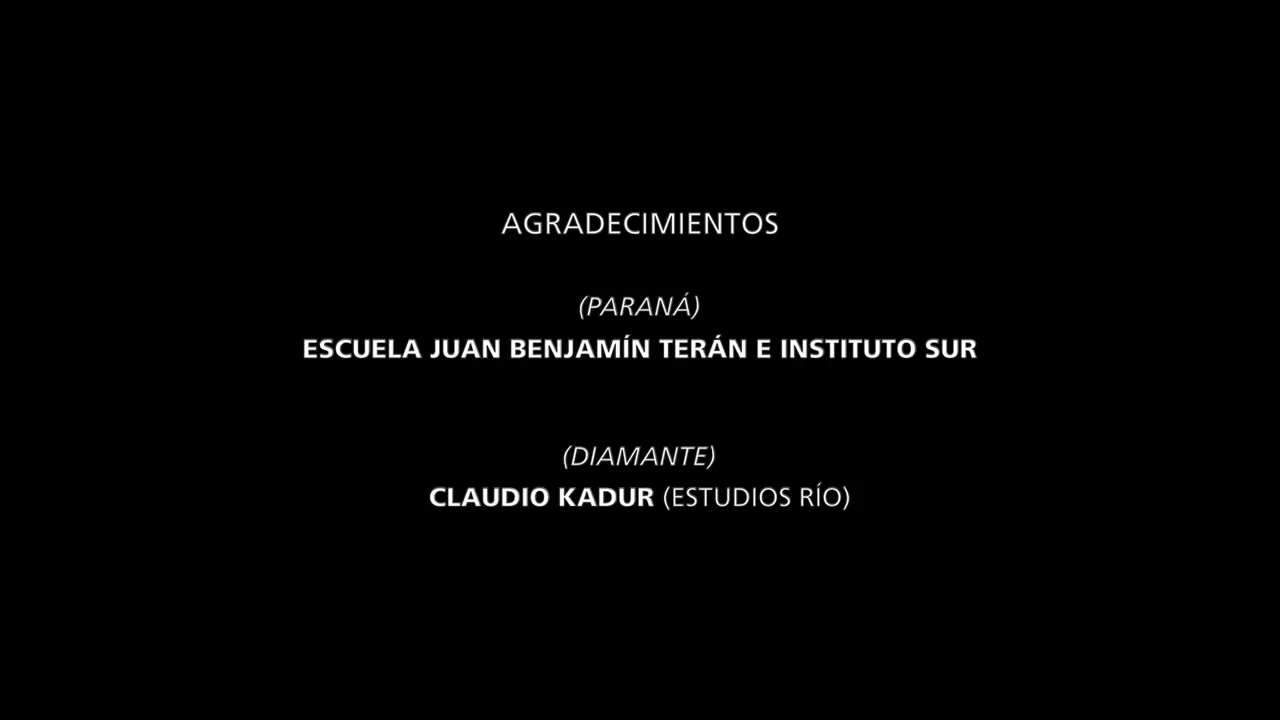 AGRADECIMIENTOS
(PARANÁ)
ESCUELA JUAN BENJAMÍN TERÁN E INSTITUTO SUR
(DIAMANTE)
CLAUDIO KADUR (ESTUDIOS RÍO)